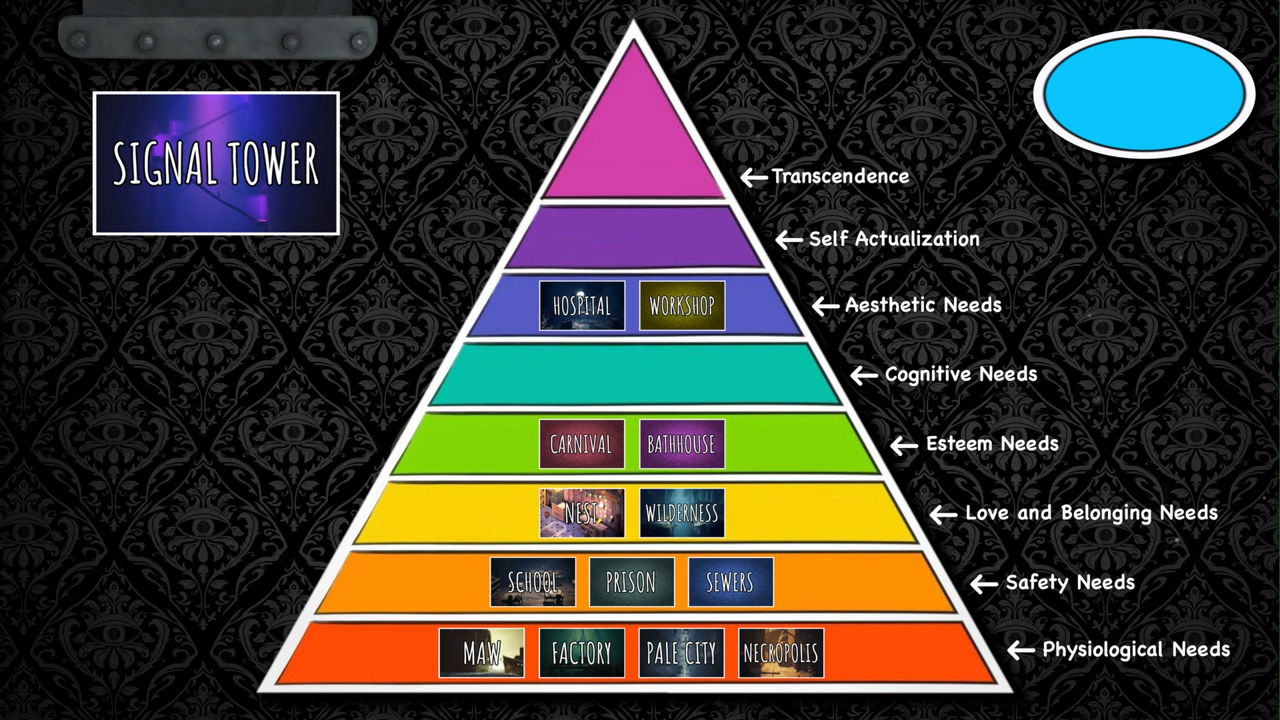 SIGNAL TOWER
←Transcendence
←Self Actualization
HOSPITAL WORKSHOP ←Aesthetic Needs
←Cognitive Needs
CARNIVAL BATHHOUSE ←Esteem Needs
NEST WILDERNESS ←Love and Belonging Needs
SCHOOL PRISON SEWERS ←Safety Needs
MAW FACTORY PALE CITY NECROPOLIS ←Physiological Needs